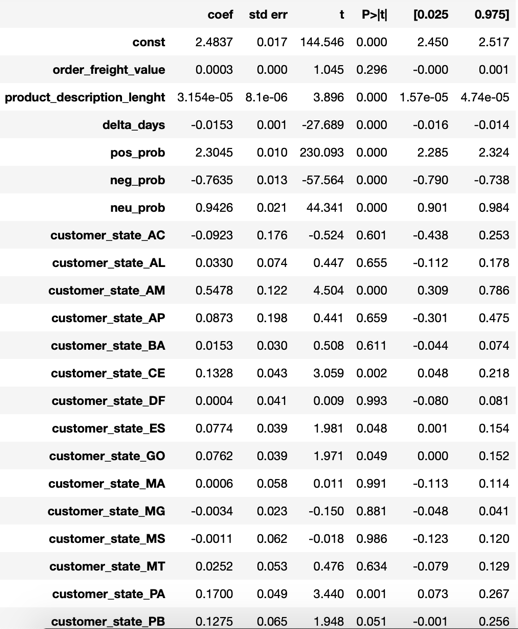 coef std err t P>|t| [0.025 0.975]
const 2.4837 0.017 144.546 0.000 2.450 2.517
order_freight_value 0.0003 0.000 1.045 0.296 -0.000 0.001
product_description_lenght 3.154e-05 8.1e-06 3.896 0.000 1.57e-05 4.74e-05
delta_days -0.0153 0.001 -27.689 0.000 -0.016 -0.014
pos_prob 2.3045 0.010 230.093 0.000 2.285 2.324
neg_prob -0.7635 0.013 -57.564 0.000 -0.790 -0.738
neu_prob 0.9426 0.021 44.341 0.000 0.901 0.984
customer_state_AC -0.0923 0.176 -0.524 0.601 -0.438 0.253
customer_state_AL 0.0330 0.074 0.447 0.655 -0.112 0.178
customer_state_AM 0.5478 0.122 4.504 0.000 0.309 0.786
customer_state_AP 0.0873 0.198 0.441 0.659 -0.301 0.475
customer_state_BA 0.0153 0.030 0.508 0.611 -0.044 0.074
customer_state_CE 0.1328 0.043 3.059 0.002 0.048 0.218
customer_state_DF 0.0004 0.041 0.009 0.993 -0.080 0.081
customer_state_ES 0.0774 0.039 1.981 0.048 0.001 0.154
customer_state_GO 0.0762 0.039 1.971 0.049 0.000 0.152
customer_state_MA 0.0006 0.058 0.011 0.991 -0.113 0.114
customer_state_MG -0.0034 0.023 -0.150 0.881 -0.048 0.041
customer_state_MS -0.0011 0.062 -0.018 0.986 -0.123 0.120
customer_state_MT 0.0252 0.053 0.476 0.634 -0.079 0.129
customer_state_PA 0.1700 0.049 3.440 0.001 0.073 0.267
customer_state_PB 0.1275 0.065 1.948 0.051 -0.001 0.256